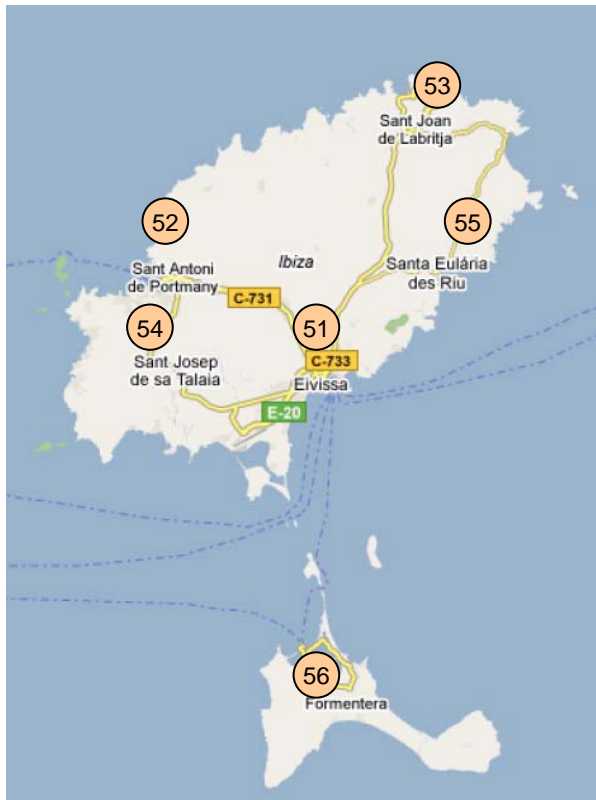 53
Sant Joan
de Labritja
52
55
Ibiza
Sant Antoni
de Portmany
Santa Eulária
des Riu
C-731
54
51
Sant Josep
de sa Talaia
C-733
Eivissa
E-20
56
Formentera